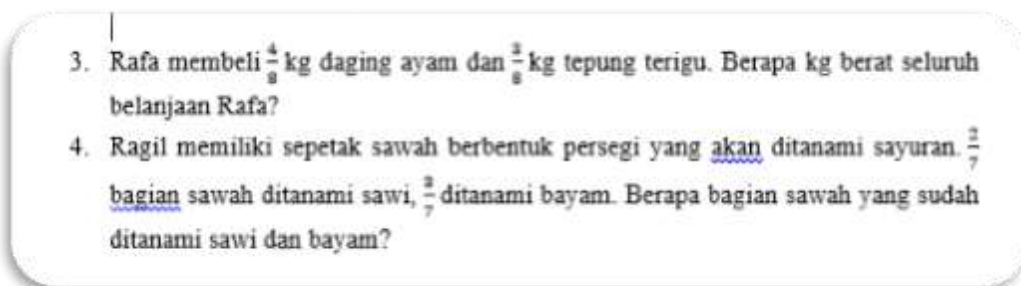 3. Rafa membeli 4/8 kg daging ayam dan 3/8 kg tepung terigu. Berapa kg berat seluruh
belanjaan Rafa?
4. Ragil memiliki sepetak sawah berbentuk persegi yang akan ditanami sayuran. 2/7
bagian sawah ditanami sawi, 3/7 ditanami bayam. Berapa bagian sawah yang sudah
ditanami sawi dan bayam?